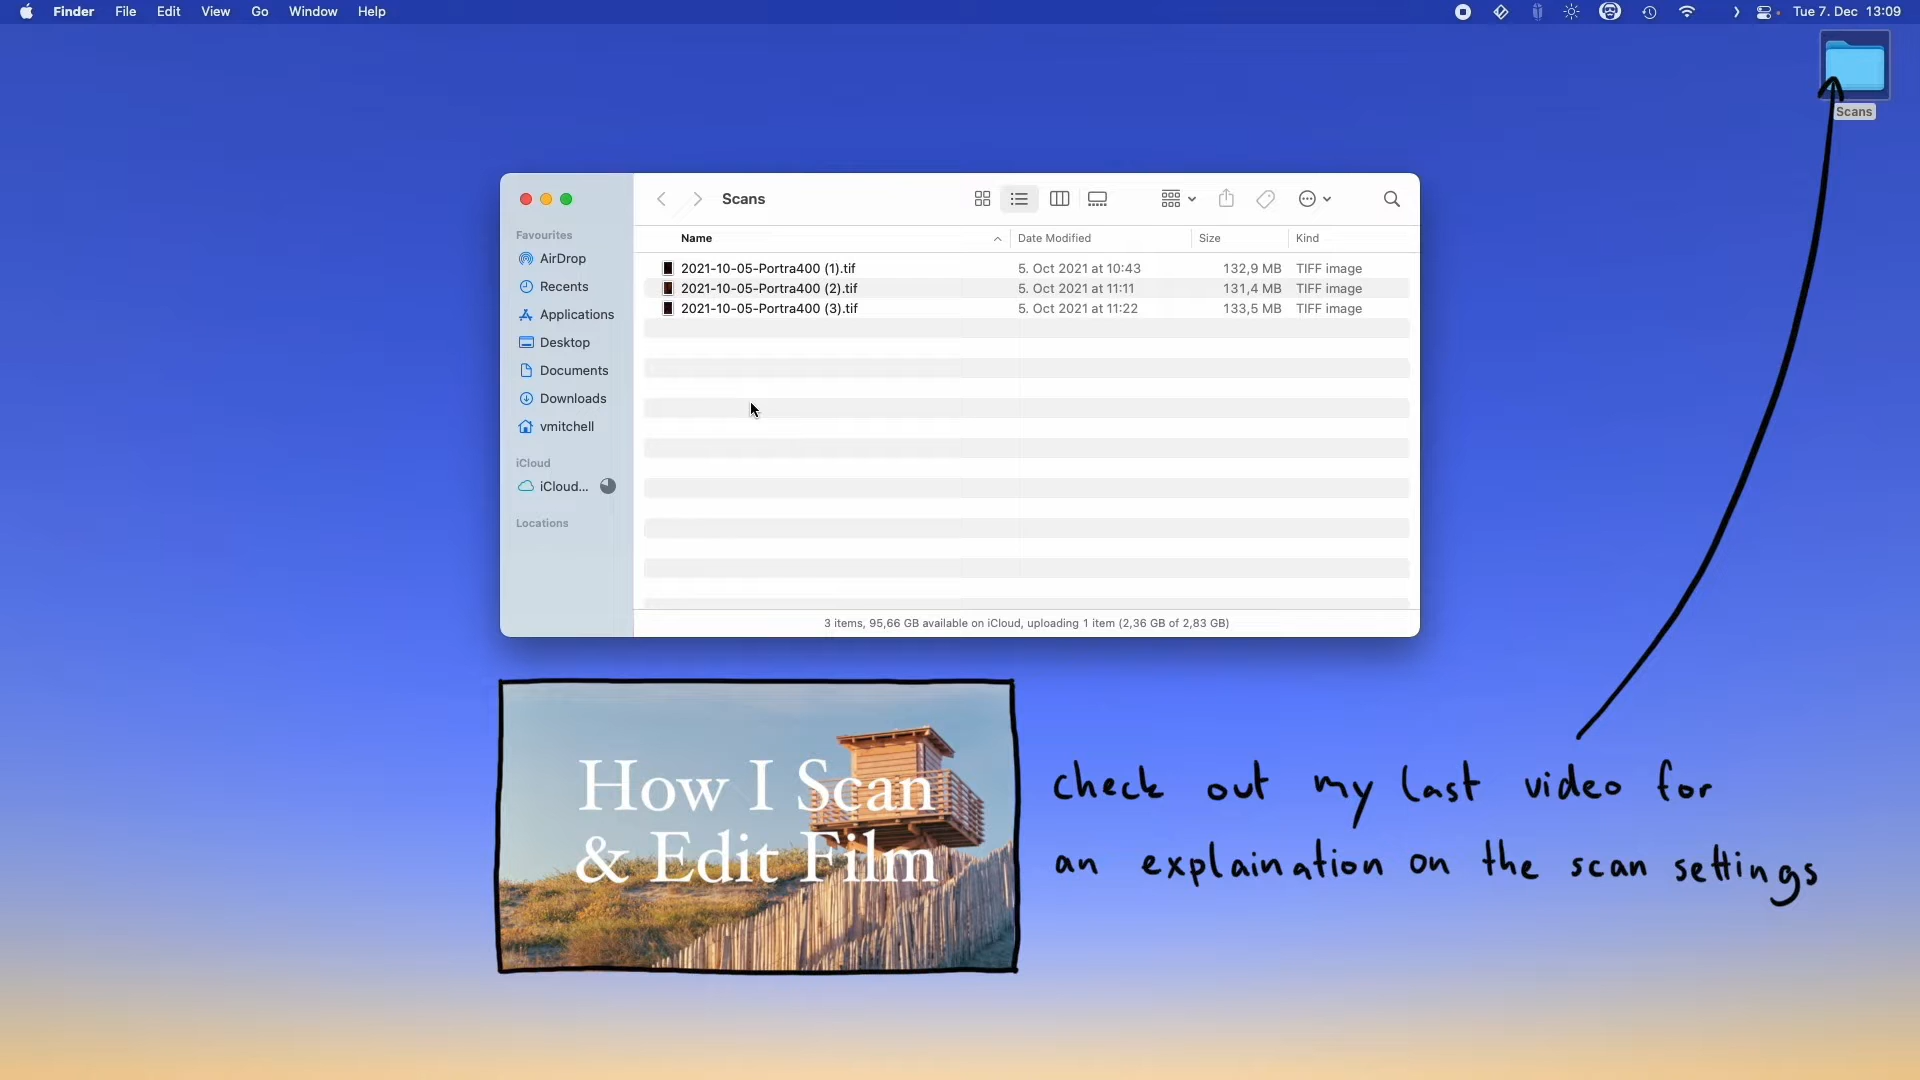 Finder File Edit View Go Window Help Tue 7. Dec 13:09
Scans
Scans
Favourites
AirDrop
Recents
Applications
Desktop
Documents
Downloads
vmitchell
iCloud
iCloud...
Locations
Name Date Modified Size Kind
2021-10-05-Portra400 (1).tif 5. Oct 2021 at 10:43 132,9 MB TIFF image
2021-10-05-Portra400 (2).tif 5. Oct 2021 at 11:11 131,4 MB TIFF image
2021-10-05-Portra400 (3).tif 5. Oct 2021 at 11:22 133,5 MB TIFF image
3 items, 95,66 GB available on iCloud, uploading 1 item (2,36 GB of 2,83 GB)
How I Scan
& Edit Film
check out my last video for
an explaination on the scan settings